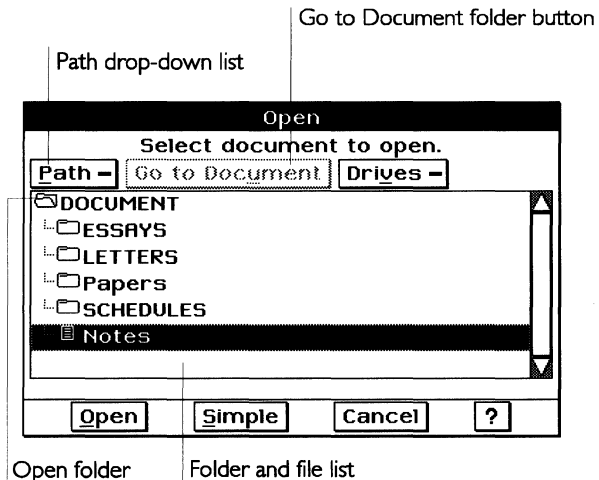 Go to Document folder button
Path drop-down list
Open
Select document to open.
Path Go to Document Drives
DOCUMENT
ESSAYS
LETTERS
Papers
SCHEDULES
Notes
Open Simple Cancel ?
Open folder Folder and file list